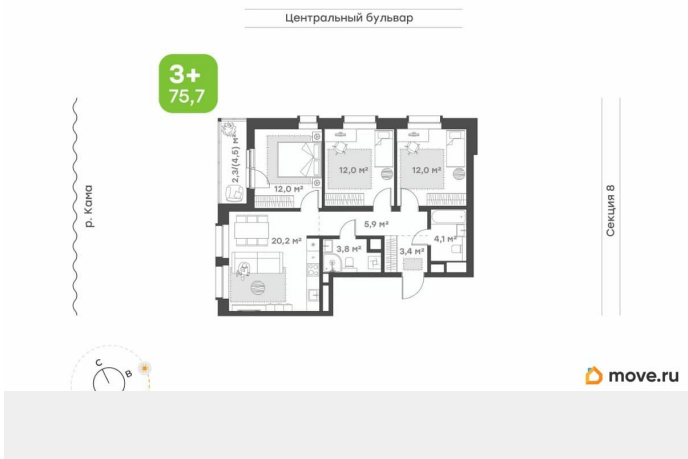 Центральный бульвар
3+
75,7
2,3/(4,5) м²
12,0 м²
12,0 м²
12,0 м²
р. Кама
Секция 8
5,9 м²
20,2 м²
3,8 м²
3,4 м²
4,1 м²
С
В
move.ru